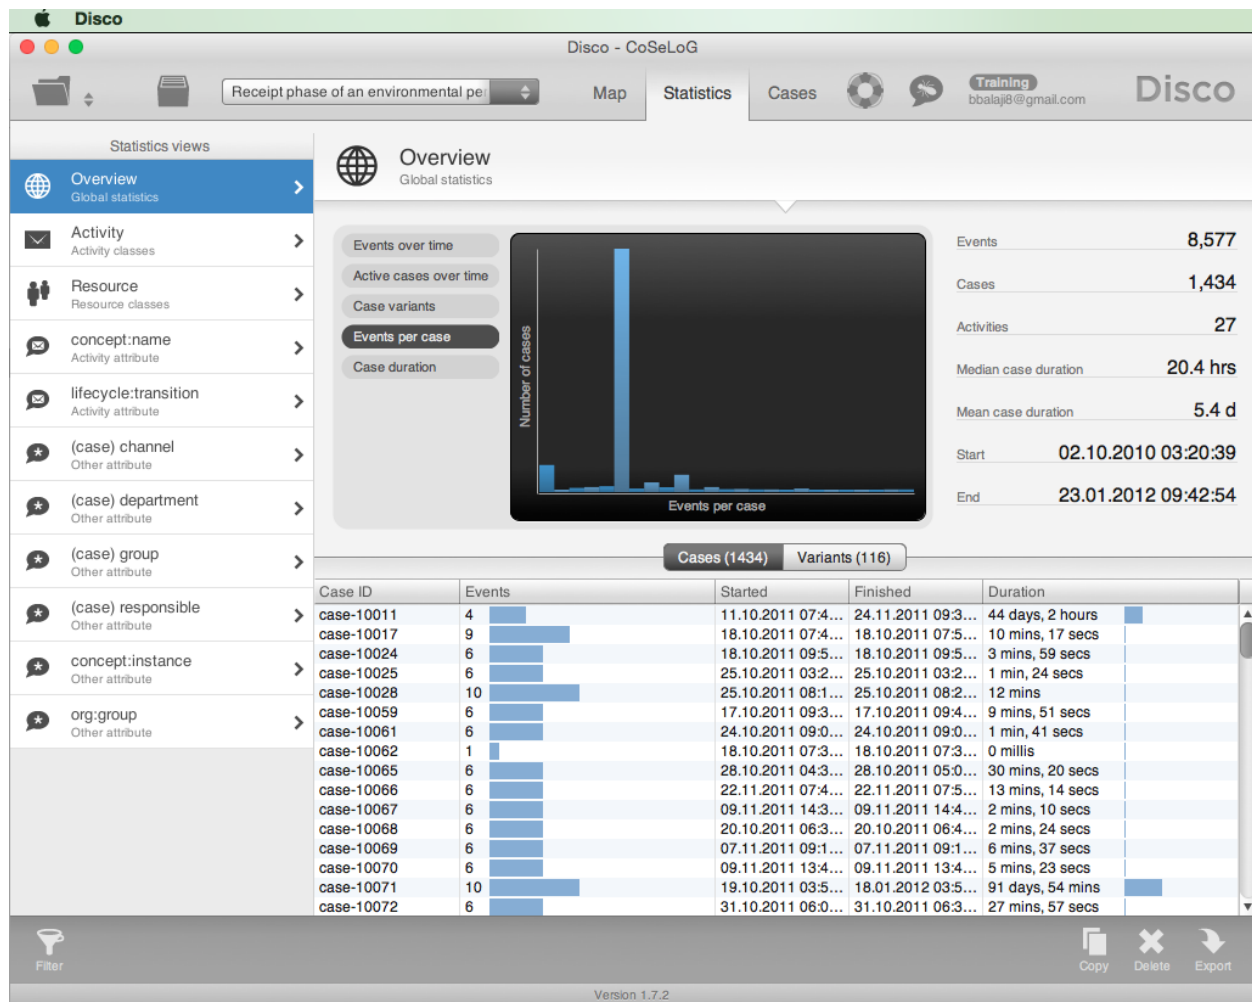 Disco
Disco - CoSeLoG
Receipt phase of an environmental per
Map
Statistics
Cases
Training
bbalaji8@gmail.com
Disco
Statistics views
Overview
Global statistics
Activity
Activity classes
Resource
Resource classes
concept:name
Activity attribute
lifecycle:transition
Activity attribute
(case) channel
Other attribute
(case) department
Other attribute
(case) group
Other attribute
(case) responsible
Other attribute
concept:instance
Other attribute
org:group
Other attribute
Overview
Global statistics
Events over time
Active cases over time
Case variants
Events per case
Case duration
Number of cases
Events per case
Events 8,577
Cases 1,434
Activities 27
Median case duration 20.4 hrs
Mean case duration 5.4 d
Start 02.10.2010 03:20:39
End 23.01.2012 09:42:54
Cases (1434) Variants (116)
Case ID Events Started Finished Duration
case-10011 4 11.10.2011 07:4... 24.11.2011 09:3... 44 days, 2 hours
case-10017 9 18.10.2011 07:4... 18.10.2011 07:5... 10 mins, 17 secs
case-10024 6 18.10.2011 09:5... 18.10.2011 09:5... 3 mins, 59 secs
case-10025 6 25.10.2011 03:2... 25.10.2011 03:2... 1 min, 24 secs
case-10028 10 25.10.2011 08:1... 25.10.2011 08:2... 12 mins
case-10059 6 17.10.2011 09:3... 17.10.2011 09:4... 9 mins, 51 secs
case-10061 6 24.10.2011 09:0... 24.10.2011 09:0... 1 min, 41 secs
case-10062 1 18.10.2011 07:3... 18.10.2011 07:3... 0 millis
case-10065 6 28.10.2011 04:3... 28.10.2011 05:0... 30 mins, 20 secs
case-10066 6 22.11.2011 07:4... 22.11.2011 07:5... 13 mins, 14 secs
case-10067 6 09.11.2011 14:3... 09.11.2011 14:4... 2 mins, 10 secs
case-10068 6 20.10.2011 06:3... 20.10.2011 06:4... 2 mins, 24 secs
case-10069 6 07.11.2011 09:1... 07.11.2011 09:1... 6 mins, 37 secs
case-10070 6 09.11.2011 13:4... 09.11.2011 13:4... 5 mins, 23 secs
case-10071 10 19.10.2011 03:5... 18.01.2012 03:5... 91 days, 54 mins
case-10072 6 31.10.2011 06:0... 31.10.2011 06:3... 27 mins, 57 secs
Filter
Copy
Delete
Export
Version 1.7.2